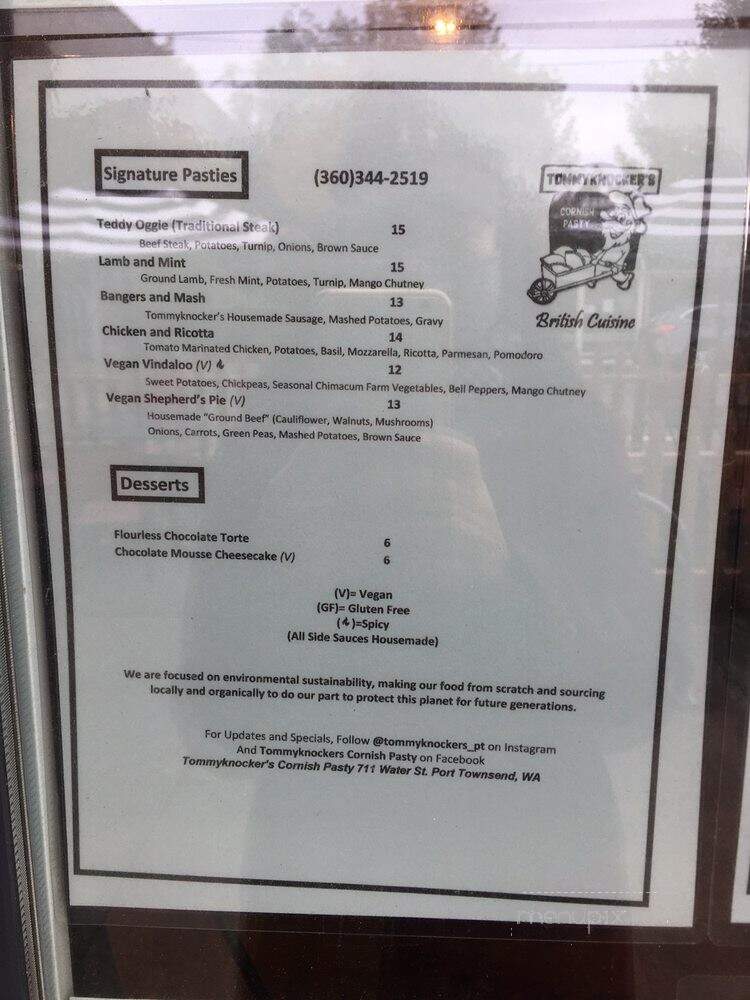 Signature Pasties (360)344-2519
TOMMYKNOCKER'S
CORNISH
PASTY
British Cuisine
Teddy Oggie (Traditional Steak) 15
Beef Steak, Potatoes, Turnip, Onions, Brown Sauce
Lamb and Mint 15
Ground Lamb, Fresh Mint, Potatoes, Turnip, Mango Chutney
Bangers and Mash 13
Tommyknocker's Housemade Sausage, Mashed Potatoes, Gravy
Chicken and Ricotta 14
Tomato Marinated Chicken, Potatoes, Basil, Mozzarella, Ricotta, Parmesan, Pomodoro
Vegan Vindaloo (V) 12
Sweet Potatoes, Chickpeas, Seasonal Chimacum Farm Vegetables, Bell Peppers, Mango Chutney
Vegan Shepherd's Pie (V) 13
Housemade "Ground Beef" (Cauliflower, Walnuts, Mushrooms)
Onions, Carrots, Green Peas, Mashed Potatoes, Brown Sauce
Desserts
Flourless Chocolate Torte 6
Chocolate Mousse Cheesecake (V) 6
(V)= Vegan
(GF)= Gluten Free
( )=Spicy
(All Side Sauces Housemade)
We are focused on environmental sustainability, making our food from scratch and sourcing
locally and organically to do our part to protect this planet for future generations.
For Updates and Specials, Follow @tommyknockers_pt on Instagram
And Tommyknockers Cornish Pasty on Facebook
Tommyknocker's Cornish Pasty 711 Water St. Port Townsend, WA
menupix